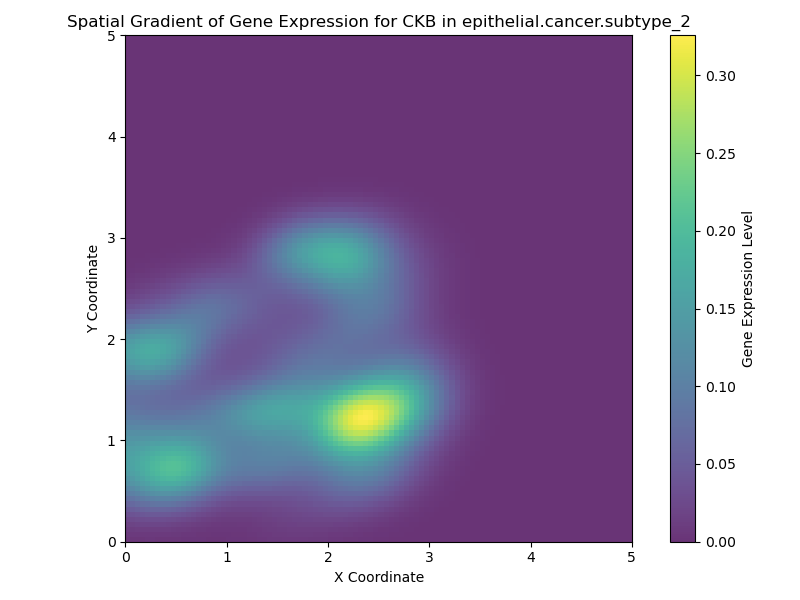 Spatial Gradient of Gene Expression for CKB in epithelial.cancer.subtype_2
5
4
3
2
1
0
Y Coordinate
0 1 2 3 4 5
X Coordinate
0.30
0.25
0.20
0.15
0.10
0.05
0.00
Gene Expression Level